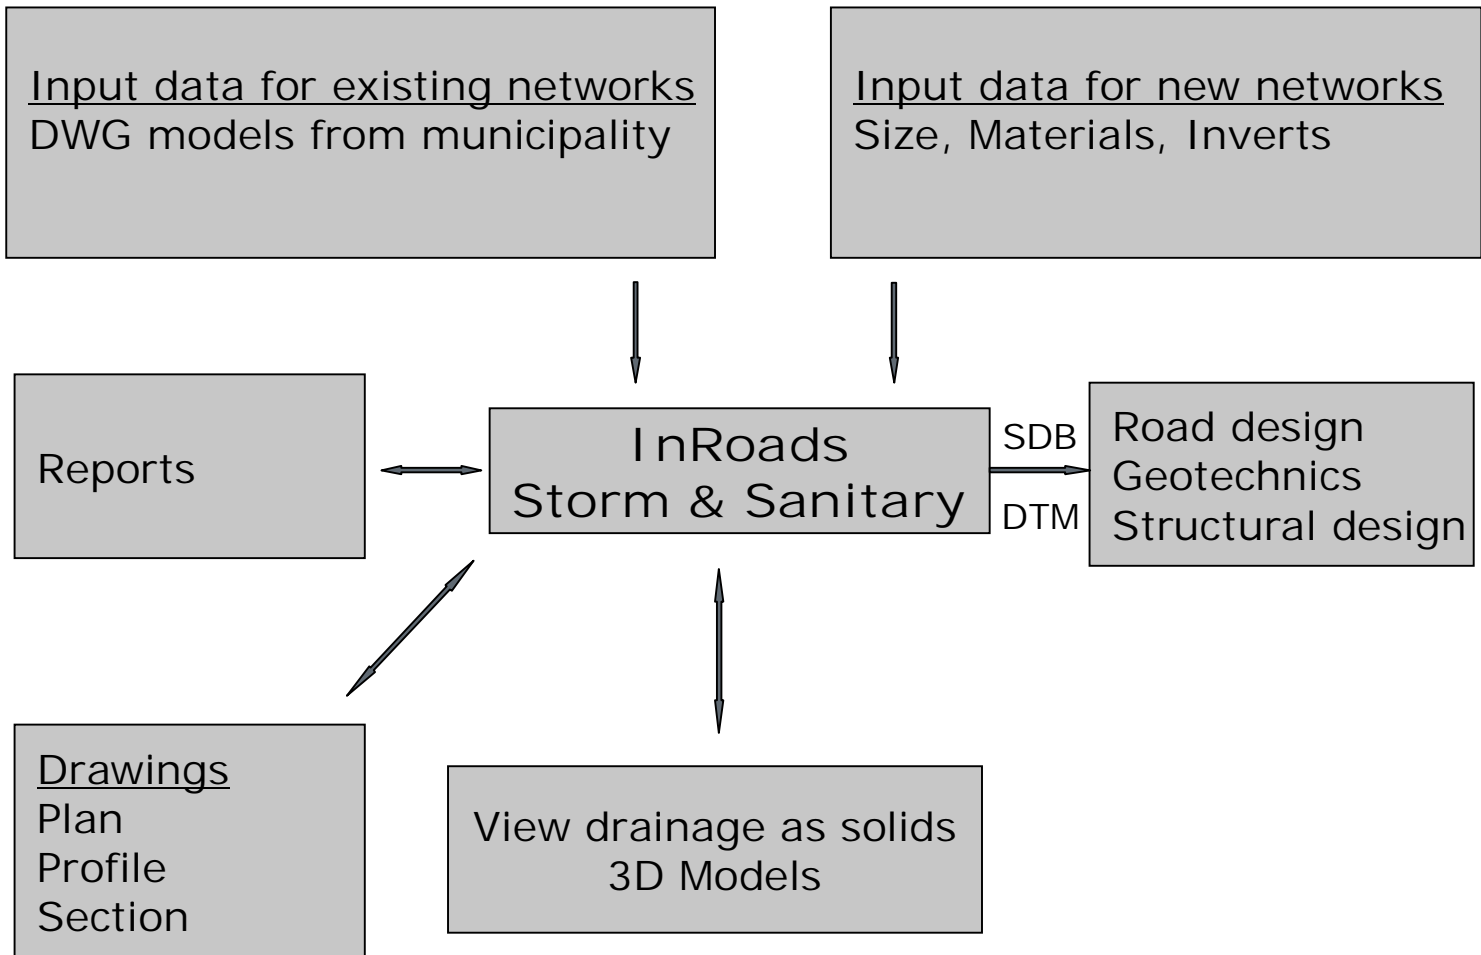 Input data for existing networks
DWG models from municipality
Input data for new networks
Size, Materials, Inverts
Reports
InRoads
Storm & Sanitary
SDB
DTM
Road design
Geotechnics
Structural design
Drawings
Plan
Profile
Section
View drainage as solids
3D Models